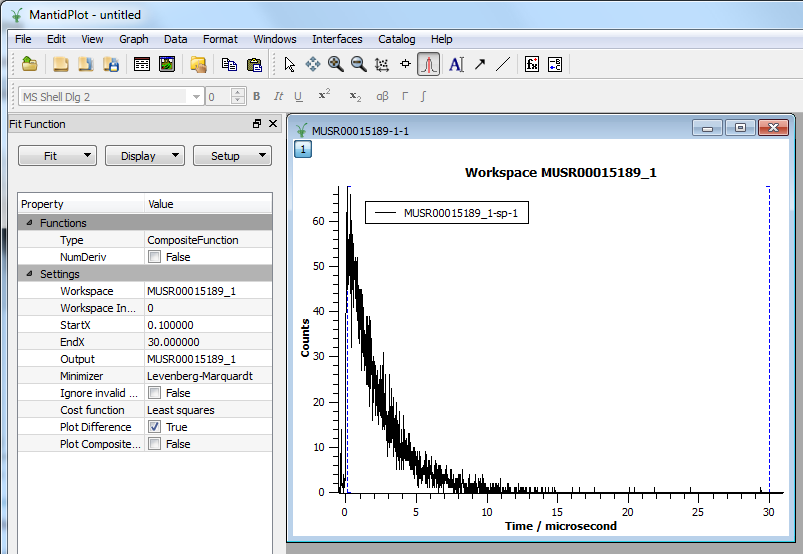 MantidPlot - untitled
File Edit View Graph Data Format Windows Interfaces Catalog Help
MS Shell Dlg 2 0 B It U x² x₂ αβ Γ ∫
Fit Function
Fit Display Setup
Property Value
Functions
Type CompositeFunction
NumDeriv False
Settings
Workspace MUSR00015189_1
Workspace In... 0
StartX 0.100000
EndX 30.000000
Output MUSR00015189_1
Minimizer Levenberg-Marquardt
Ignore invalid ... False
Cost function Least squares
Plot Difference True
Plot Composite... False
MUSR00015189-1-1
1
Workspace MUSR00015189_1
MUSR00015189_1-sp-1
60
50
40
30
20
10
0
Counts
0 5 10 15 20 25 30
Time / microsecond